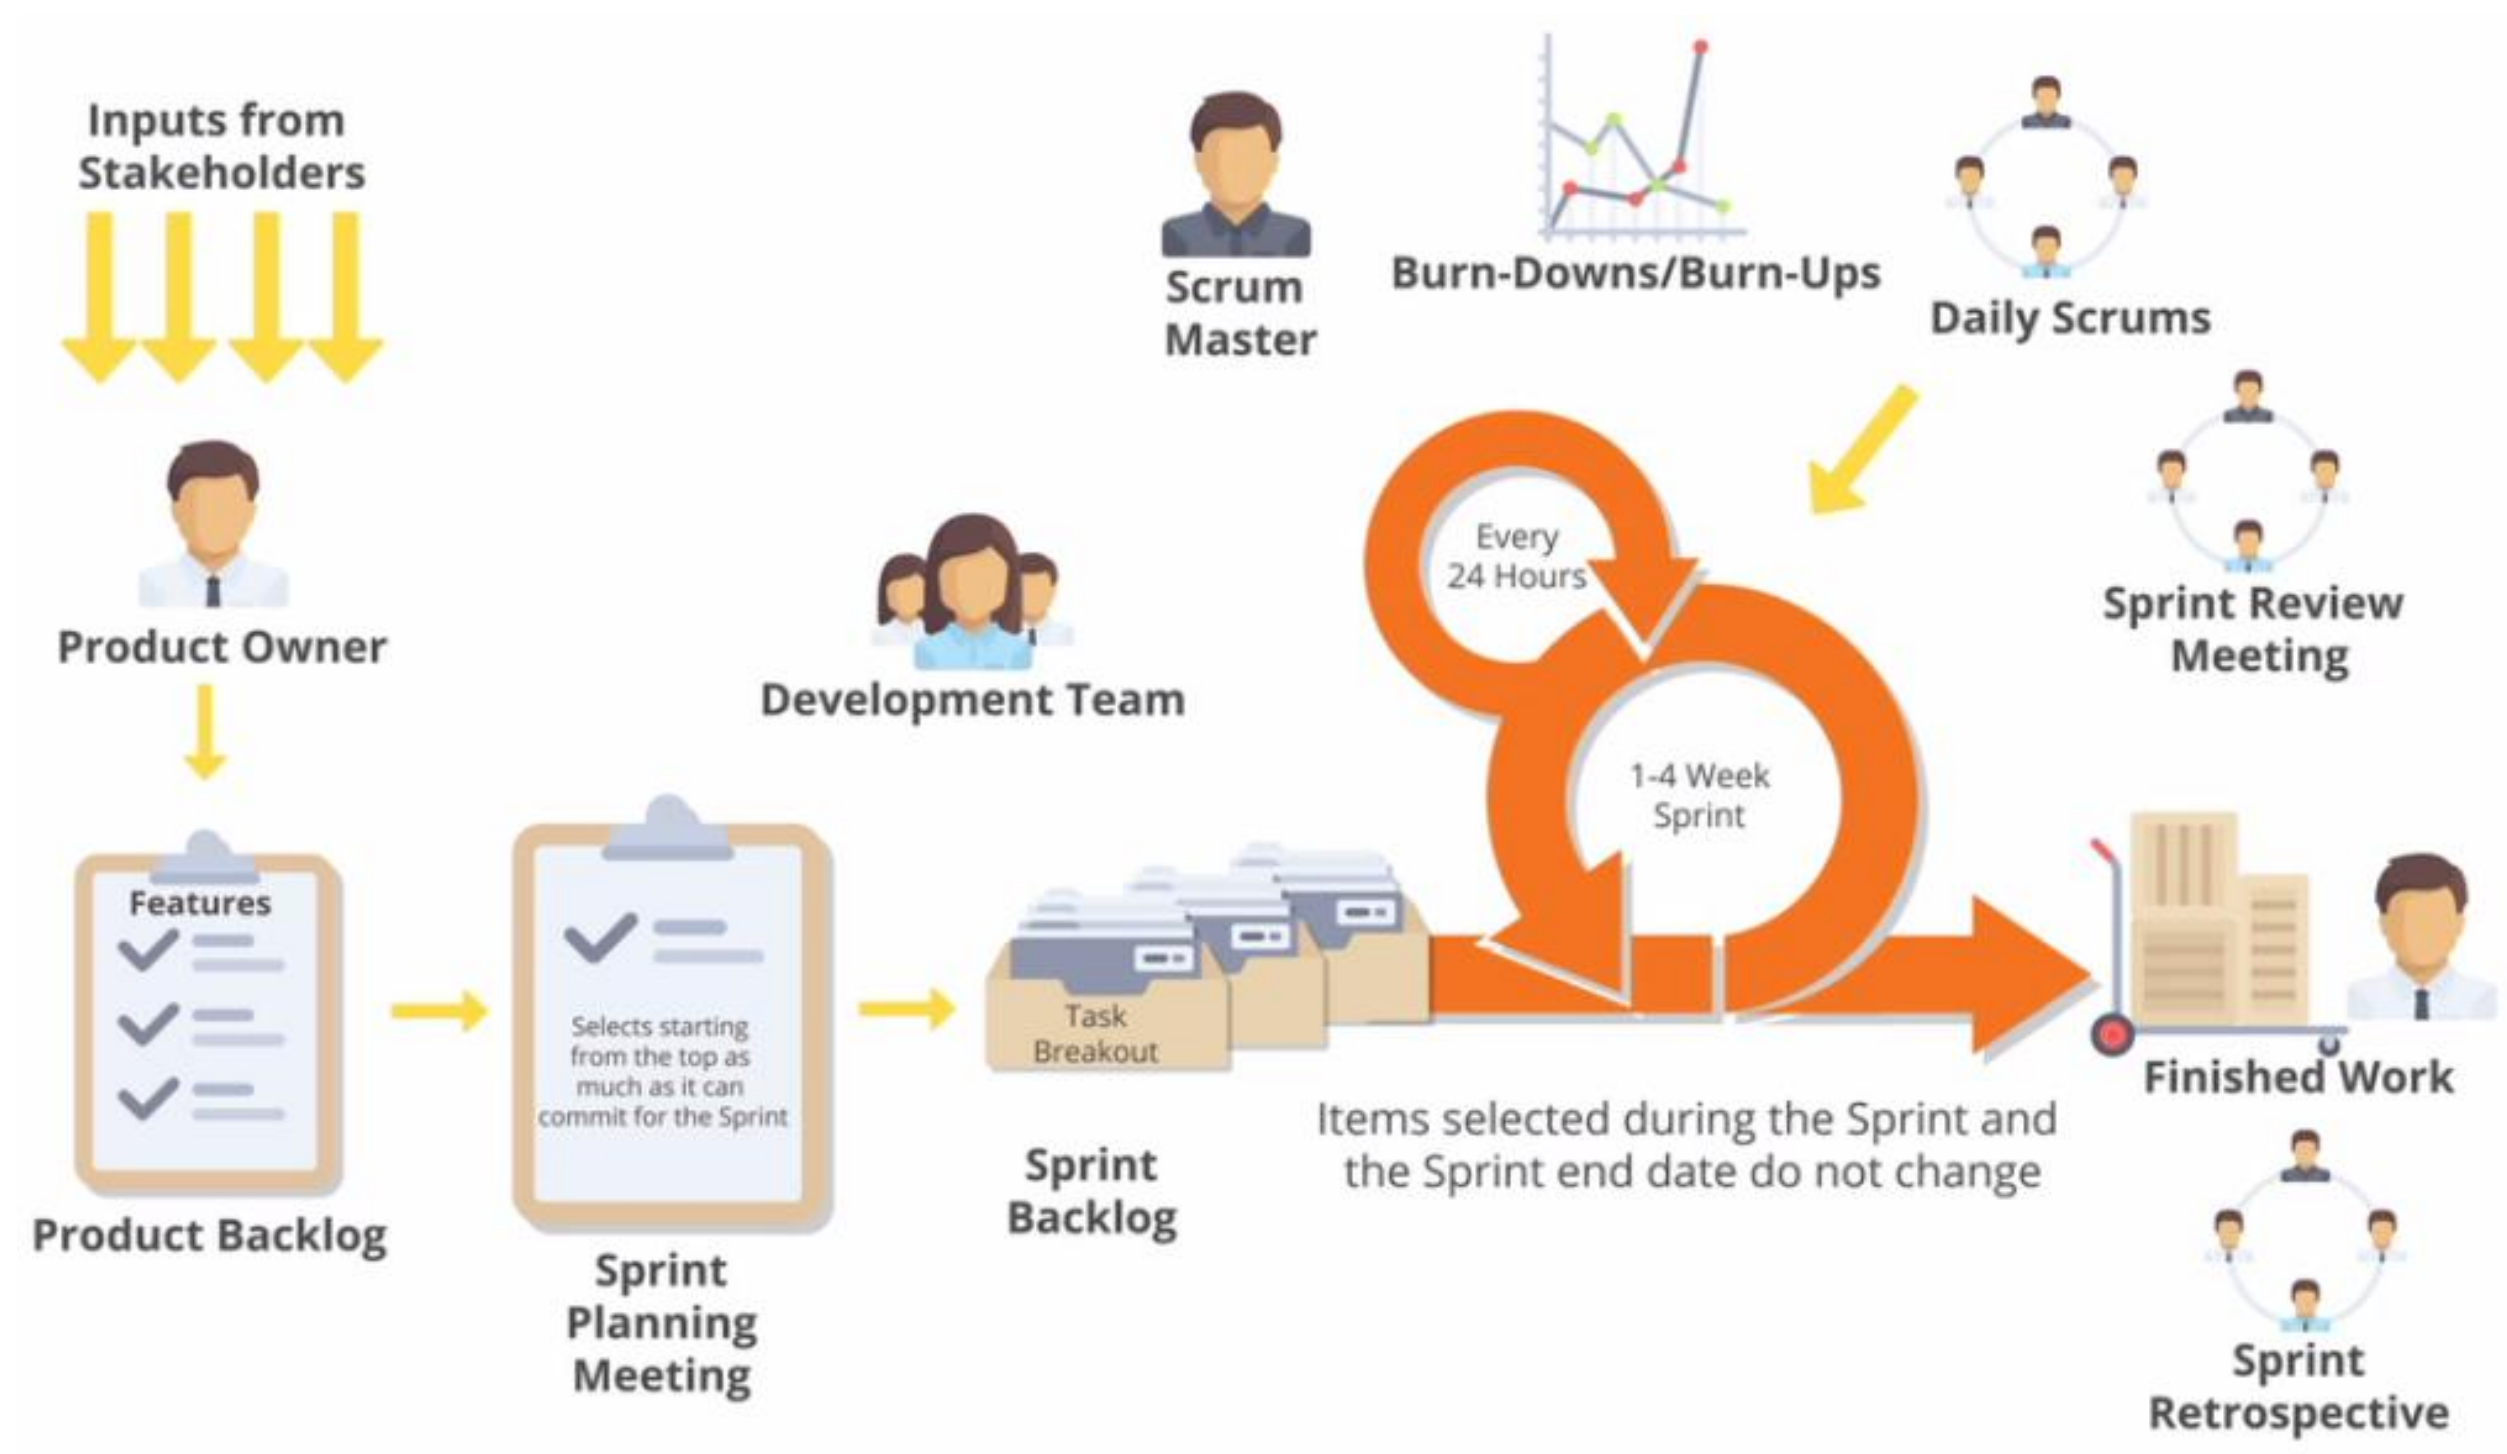 Inputs from
Stakeholders
Product Owner
Features
Product Backlog
Selects starting
from the top as
much as it can
commit for the Sprint
Sprint
Planning
Meeting
Development Team
Task
Breakout
Sprint
Backlog
Scrum
Master
Burn-Downs/Burn-Ups
Daily Scrums
Every
24 Hours
1-4 Week
Sprint
Sprint Review
Meeting
Items selected during the Sprint and
the Sprint end date do not change
Finished Work
Sprint
Retrospective